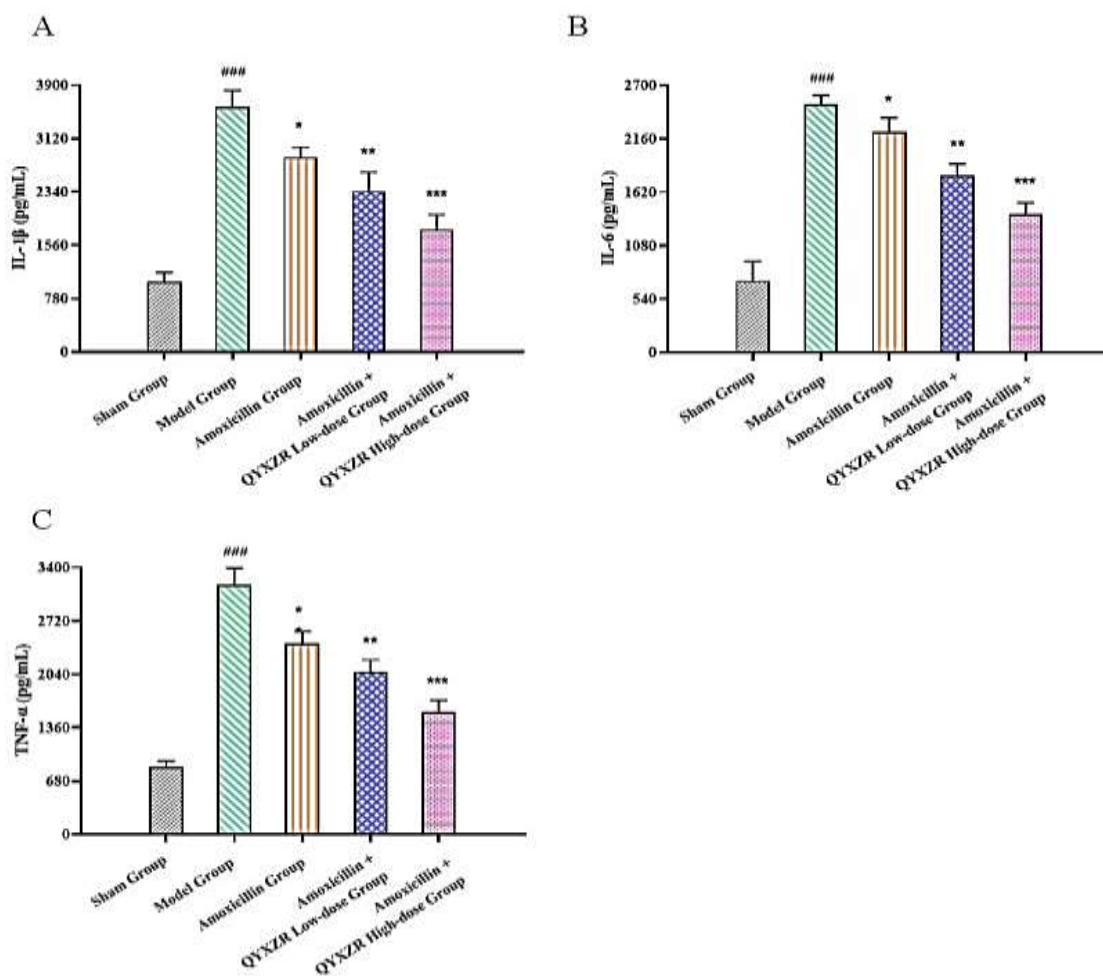 A
IL-1β (pg/mL)
3900
3120
2340
1560
780
0
###
*
**
***
Sham Group
Model Group
Amoxicillin Group
Amoxicillin +
QYXZR Low-dose Group
Amoxicillin +
QYXZR High-dose Group
B
IL-6 (pg/mL)
2700
2160
1620
1080
540
0
###
*
**
***
Sham Group
Model Group
Amoxicillin Group
Amoxicillin +
QYXZR Low-dose Group
Amoxicillin +
QYXZR High-dose Group
C
TNF-α (pg/mL)
3400
2720
2040
1360
680
0
###
*
*
**
***
Sham Group
Model Group
Amoxicillin Group
Amoxicillin +
QYXZR Low-dose Group
Amoxicillin +
QYXZR High-dose Group